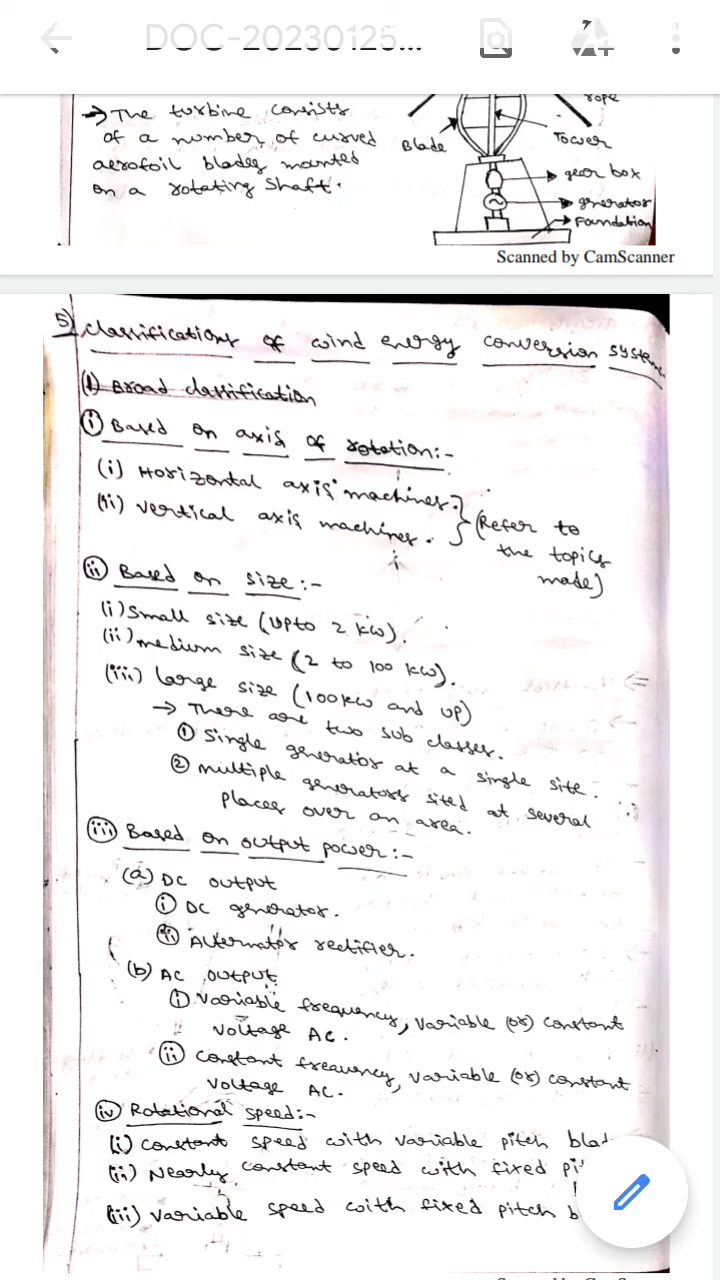 DOC-20230125...
→ The turbine consists
of a number of curved
aerofoil blades mounted
on a rotating shaft.
rope
Blade
Tower
gear box
generator
Foundation
Scanned by CamScanner
5) classifications of wind energy conversion systems
(1) Broad classification
(i) Based on axis of rotation:-
(i) Horizontal axis machines.
(ii) vertical axis machines.
(Refer to
the topics
made)
(ii) Based on size:-
(i) Small size (upto 2 kw).
(ii) medium size (2 to 100 kw).
(iii) large size (100kw and up)
→ There are two sub classes.
① Single generator at a single site.
② multiple generators sited at several
places over an area.
(iii) Based on output power:-
(a) DC output
(i) DC generator.
(ii) Alternator rectifier.
(b) AC output
(i) variable frequency, variable (or) constant
voltage AC.
(ii) constant frequency, variable (or) constant
voltage AC.
(iv) Rotational speed:-
(i) constant speed with variable pitch
(ii) Nearly constant speed with fixed
(iii) variable speed with fixed pitch